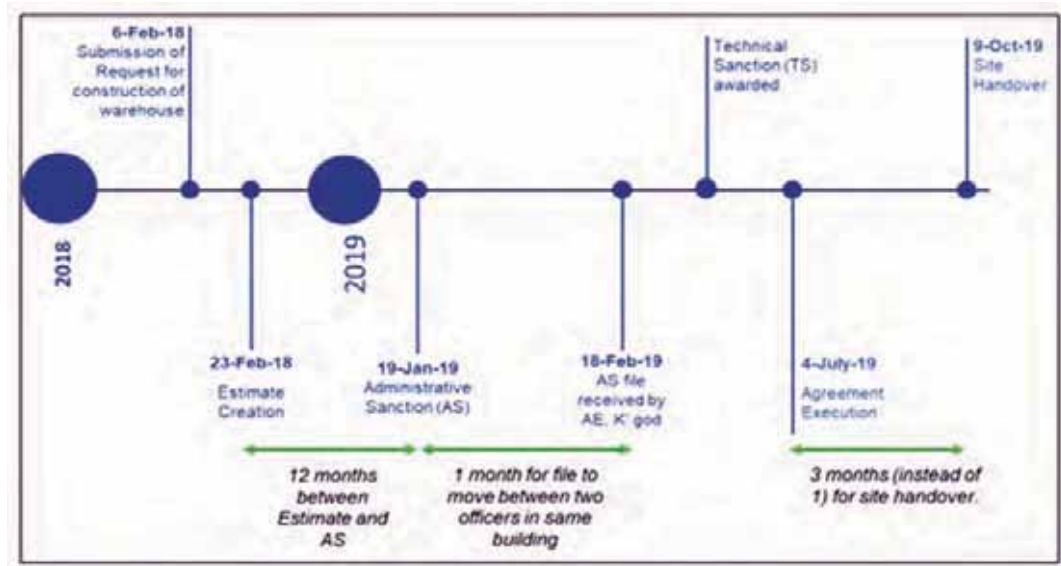 6-Feb-18
Submission of
Request for
construction of
warehouse
Technical
Sanction (TS)
awarded
9-Oct-19
Site
Handover
2018
2019
23-Feb-18
Estimate
Creation
19-Jan-19
Administrative
Sanction (AS)
18-Feb-19
AS file
received by
AE, K' god
4-July-19
Agreement
Execution
12 months
between
Estimate and
AS
1 month for file to
move between two
officers in same
building
3 months (instead of
1) for site handover.